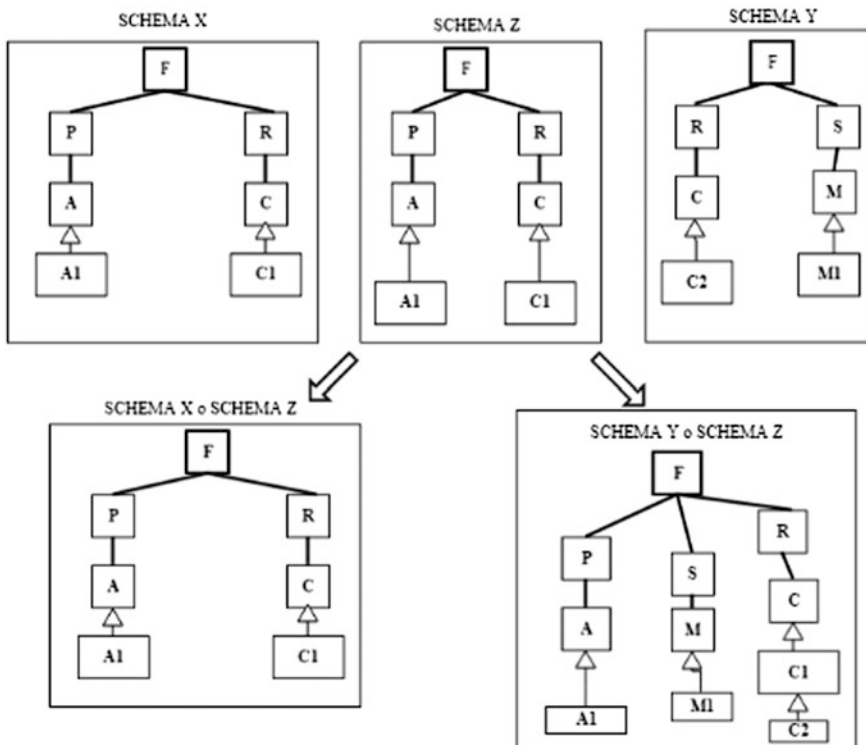 SCHEMA X
SCHEMA Z
SCHEMA Y
F
F
F
P
R
P
R
R
S
A
C
A
C
C
M
A1
C1
A1
C1
C2
M1
SCHEMA X o SCHEMA Z
F
P
R
A
C
A1
C1
SCHEMA Y o SCHEMA Z
F
P
S
R
A
M
C
A1
M1
C1
C2